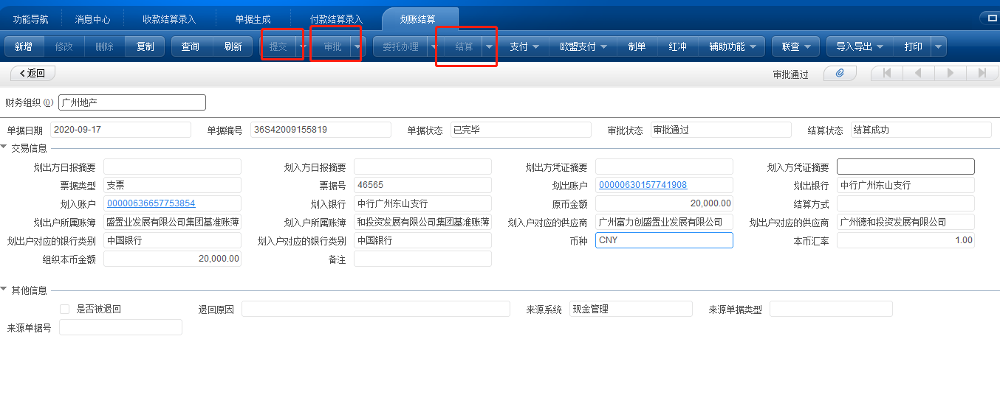 功能导航 消息中心 收款结算录入 单据生成 付款结算录入 划账结算
新增 修改 删除 复制 查询 刷新 提交 审批 委托办理 结算 支付 欧盟支付 制单 红冲 辅助功能 联查 导入导出 打印
返回 审批通过
财务组织(O) 广州地产
单据日期 2020-09-17 单据编号 36S42009155819 单据状态 已完毕 审批状态 审批通过 结算状态 结算成功
交易信息
划出方日报摘要 划入方日报摘要 划出方凭证摘要 划入方凭证摘要
票据类型 支票 票据号 46565 划出账户 00000630157741908 划出银行 中行广州东山支行
划入账户 00000636657753854 划入银行 中行广州东山支行 原币金额 20,000.00 结算方式
划出户所属账簿 盛置业发展有限公司集团基准账薄 划入户所属账簿 和投资发展有限公司集团基准账薄 划入户对应的供应商 广州富力创盛置业发展有限公司 划出户对应的供应商 广州德和投资发展有限公司
划出户对应的银行类别 中国银行 划入户对应的银行类别 中国银行 币种 CNY 本币汇率 1.00
组织本币金额 20,000.00 备注
其他信息
是否被退回 退回原因 来源系统 现金管理 来源单据类型
来源单据号